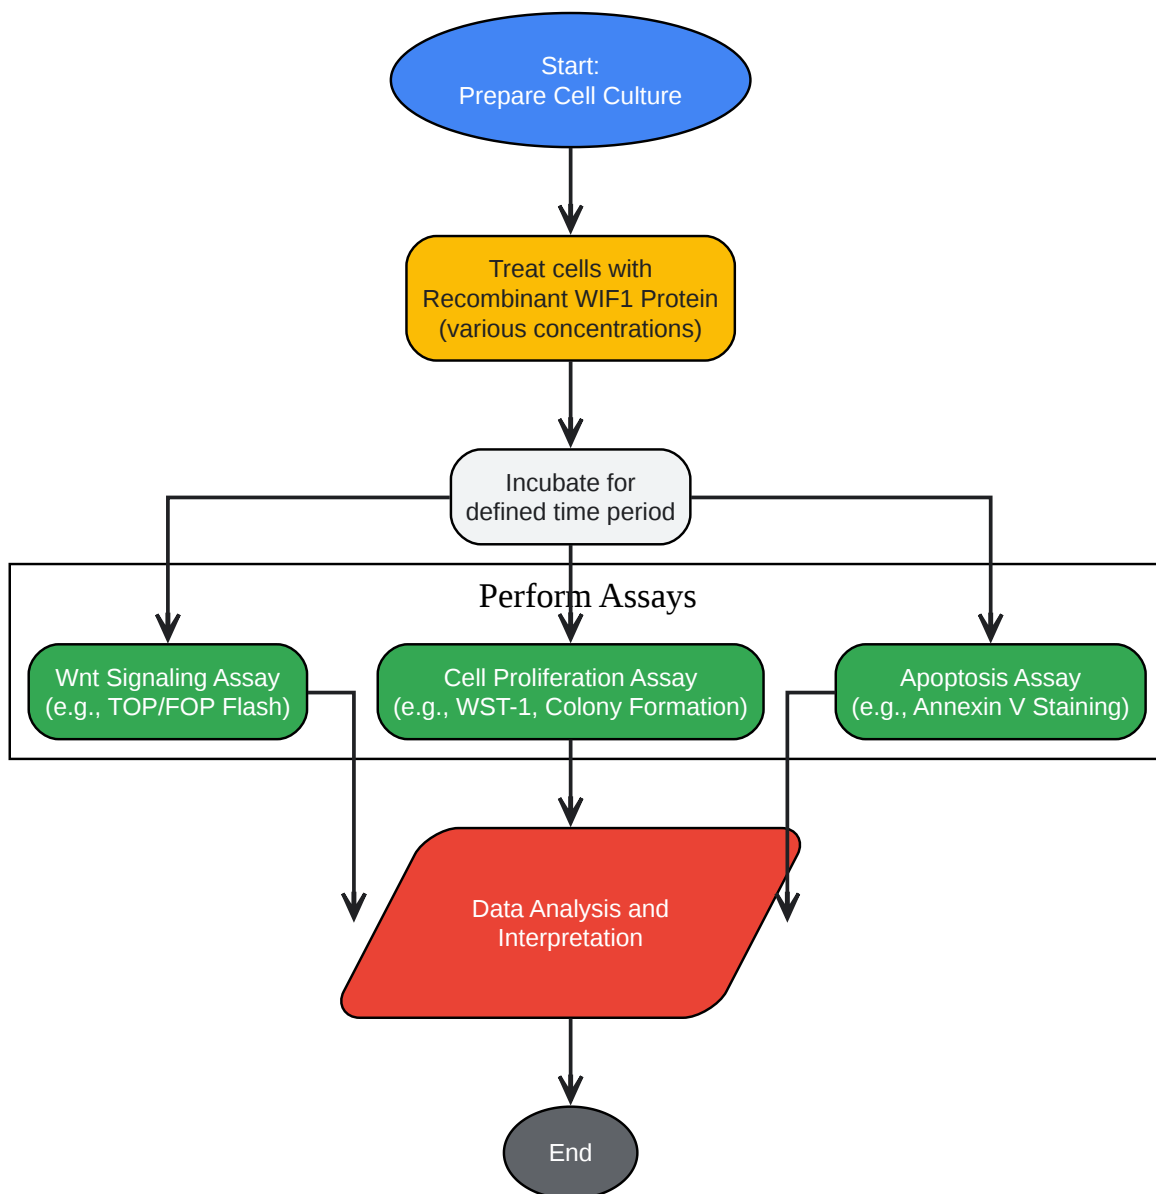 Start:
Prepare Cell Culture
Treat cells with
Recombinant WIF1 Protein
(various concentrations)
Incubate for
defined time period
Perform Assays
Wnt Signaling Assay
(e.g., TOP/FOP Flash)
Cell Proliferation Assay
(e.g., WST-1, Colony Formation)
Apoptosis Assay
(e.g., Annexin V Staining)
Data Analysis and
Interpretation
End